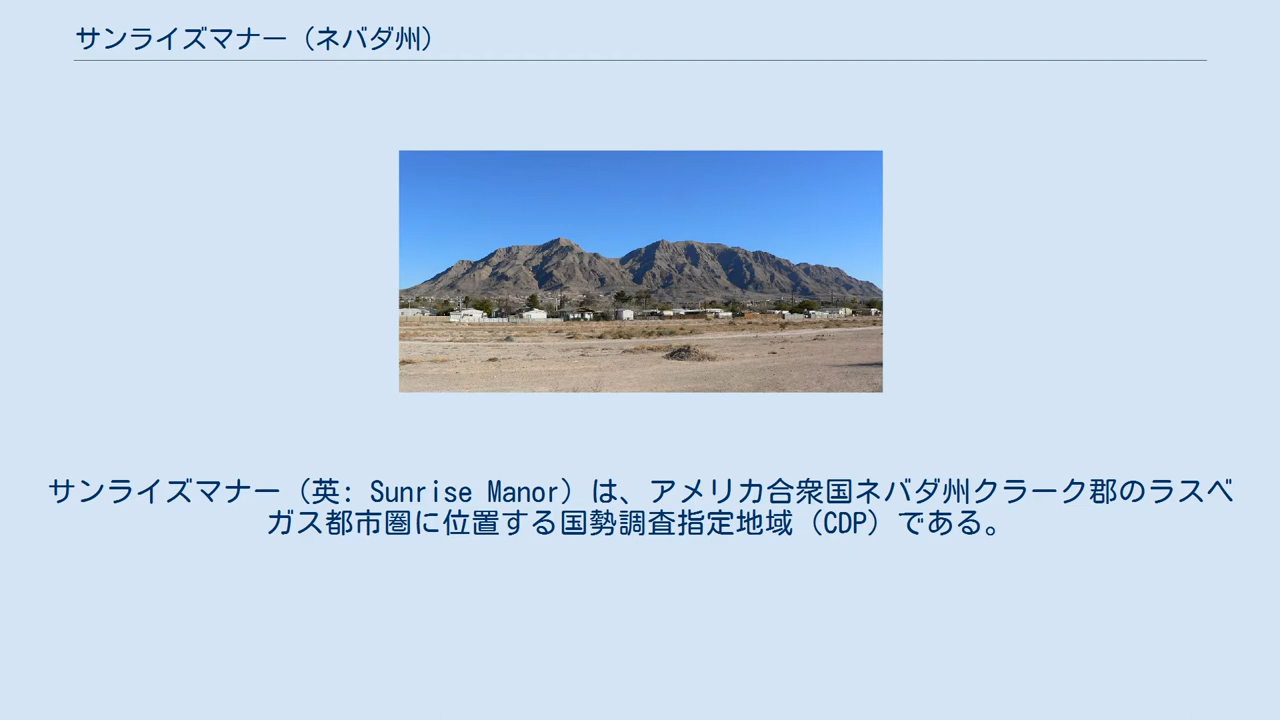 サンライズマナー（ネバダ州）
サンライズマナー（英: Sunrise Manor）は、アメリカ合衆国ネバダ州クラーク郡のラスベ
ガス都市圏に位置する国勢調査指定地域（CDP）である。